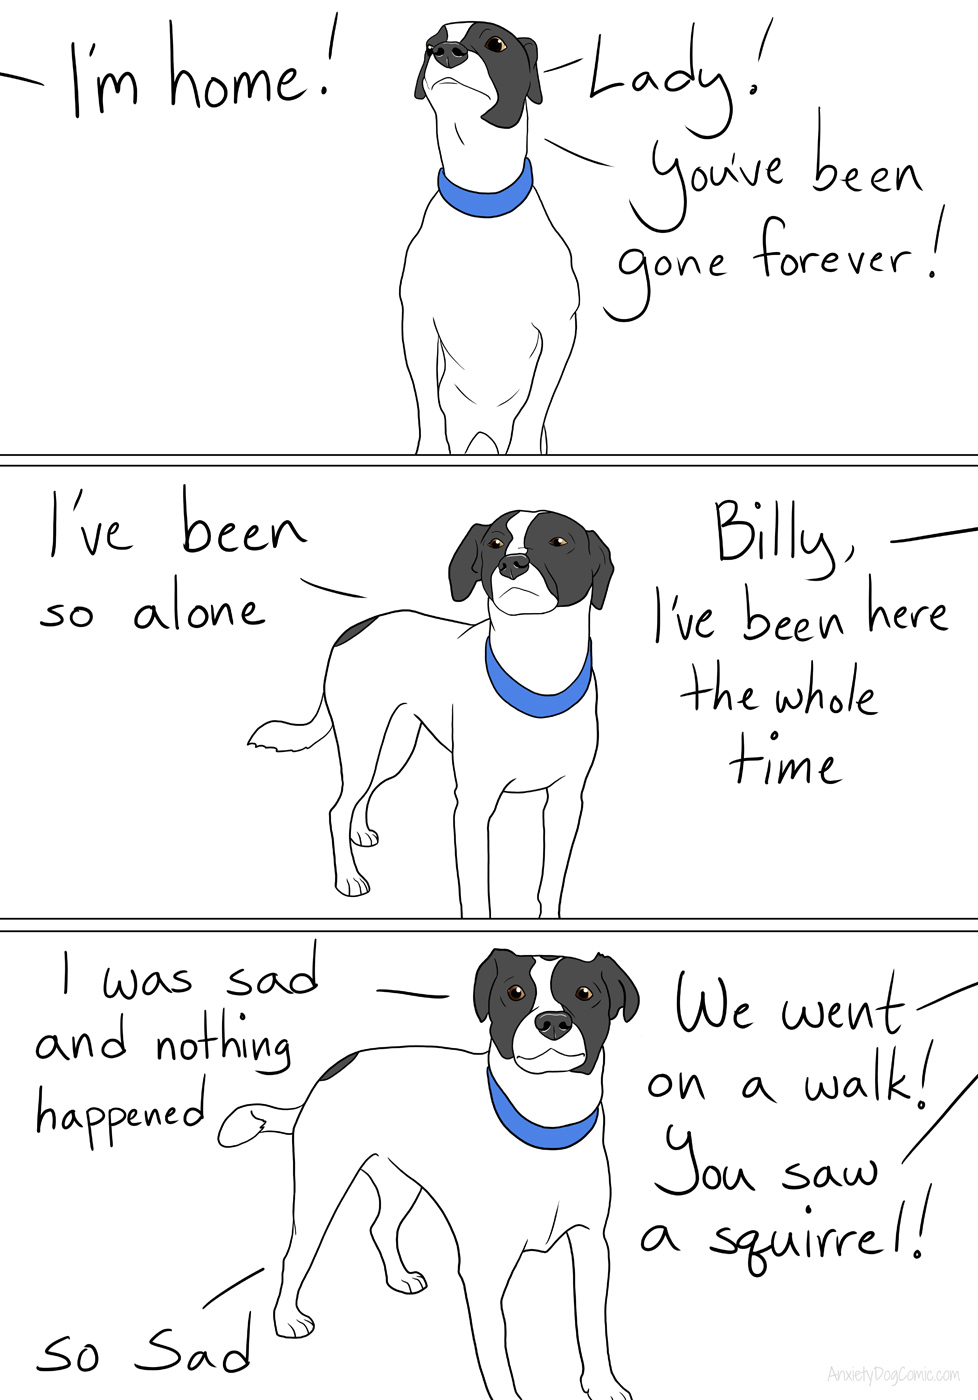 I'm home!
Lady!
You've been
gone forever!
I've been
so alone
Billy,
I've been here
the whole
time
I was sad
and nothing
happened
We went
on a walk!
You saw
a squirrel!
so sad
AnxietyDogComic.com